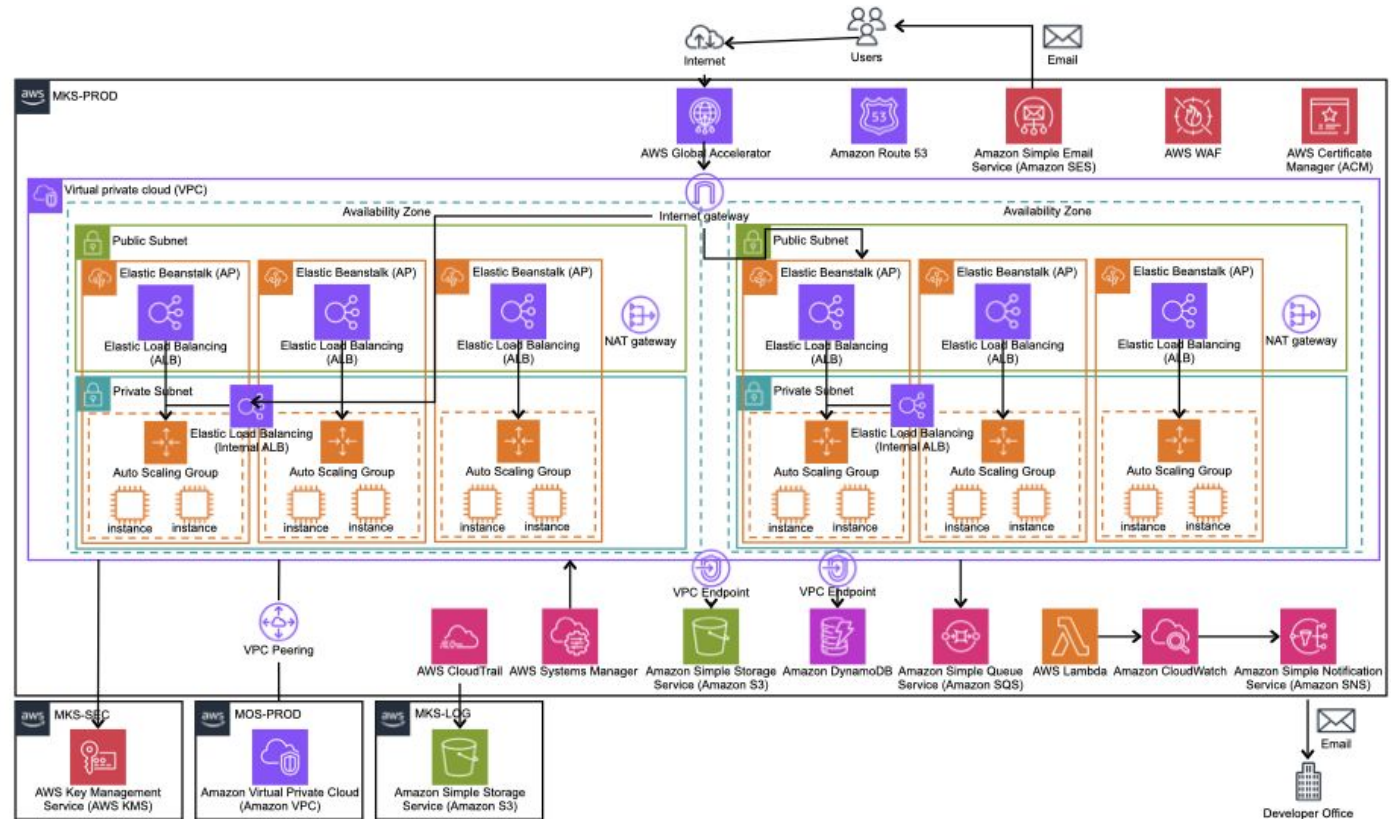 Internet
Users
Email
aws
MKS-PROD
AWS Global Accelerator
Amazon Route 53
53
Amazon Simple Email
Service (Amazon SES)
AWS WAF
AWS Certificate
Manager (ACM)
Virtual private cloud (VPC)
Availability Zone
Internet gateway
Availability Zone
Public Subnet
Elastic Beanstalk (AP)
Elastic Beanstalk (AP)
Elastic Beanstalk (AP)
Elastic Load Balancing
(ALB)
Elastic Load Balancing
(ALB)
Elastic Load Balancing
(ALB)
NAT gateway
Private Subnet
Elastic Load Balancing
(Internal ALB)
Auto Scaling Group
Auto Scaling Group
Auto Scaling Group
instance
instance
instance
instance
instance
instance
Public Subnet
Elastic Beanstalk (AP)
Elastic Beanstalk (AP)
Elastic Beanstalk (AP)
Elastic Load Balancing
(ALB)
Elastic Load Balancing
(ALB)
Elastic Load Balancing
(ALB)
NAT gateway
Private Subnet
Elastic Load Balancing
(Internal ALB)
Auto Scaling Group
Auto Scaling Group
Auto Scaling Group
instance
instance
instance
instance
instance
instance
VPC Peering
AWS CloudTrail
AWS Systems Manager
VPC Endpoint
Amazon Simple Storage
Service (Amazon S3)
VPC Endpoint
Amazon DynamoDB
Amazon Simple Queue
Service (Amazon SQS)
AWS Lambda
Amazon CloudWatch
Amazon Simple Notification
Service (Amazon SNS)
aws
MKS-SEC
AWS Key Management
Service (AWS KMS)
aws
MOS-PROD
Amazon Virtual Private Cloud
(Amazon VPC)
aws
MKS-LOG
Amazon Simple Storage
Service (Amazon S3)
Email
Developer Office